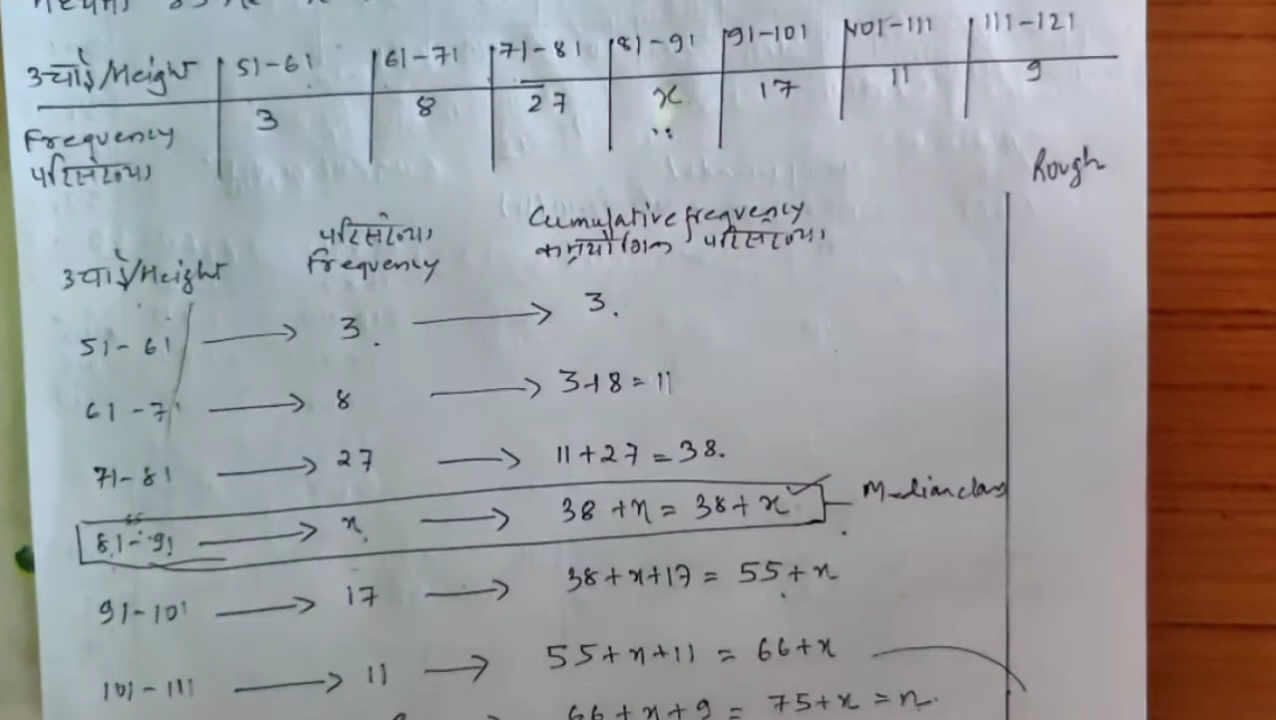 ऊचाई/Height 51-61 61-71 71-81 81-91 91-101 101-111 111-121
Frequency 3 8 27 x 17 11 9
परिसंख्या
Rough
परिसंख्या Cumulative frequency
ऊचाई/Height frequency परिसंख्या
51-61 → 3. → 3.
61-71 → 8 → 3+8=11
71-81 → 27 → 11+27=38.
81-91 → x → 38+x=38+x Median class
91-101 → 17 → 38+x+17=55+x
101-111 → 11 → 55+x+11=66+x
66+x+9=75+x=n.